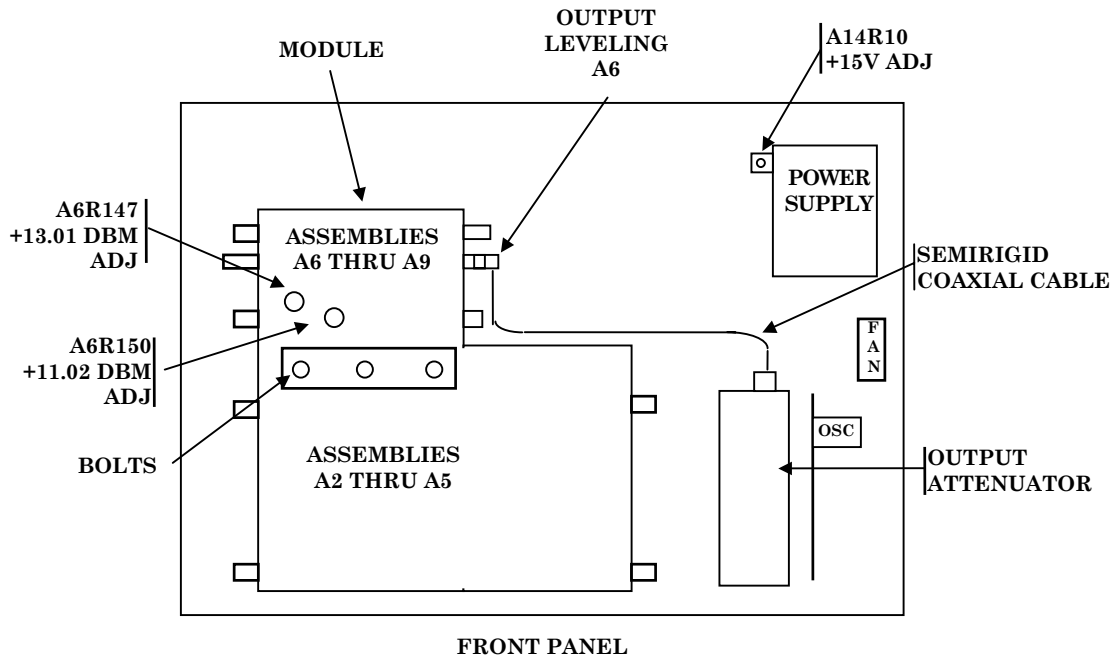 OUTPUT
LEVELING
A6
MODULE
A14R10
+15V ADJ
POWER
SUPPLY
A6R147
+13.01 DBM
ADJ
ASSEMBLIES
A6 THRU A9
SEMIRIGID
COAXIAL CABLE
FAN
A6R150
+11.02 DBM
ADJ
OSC
BOLTS
ASSEMBLIES
A2 THRU A5
OUTPUT
ATTENUATOR
FRONT PANEL